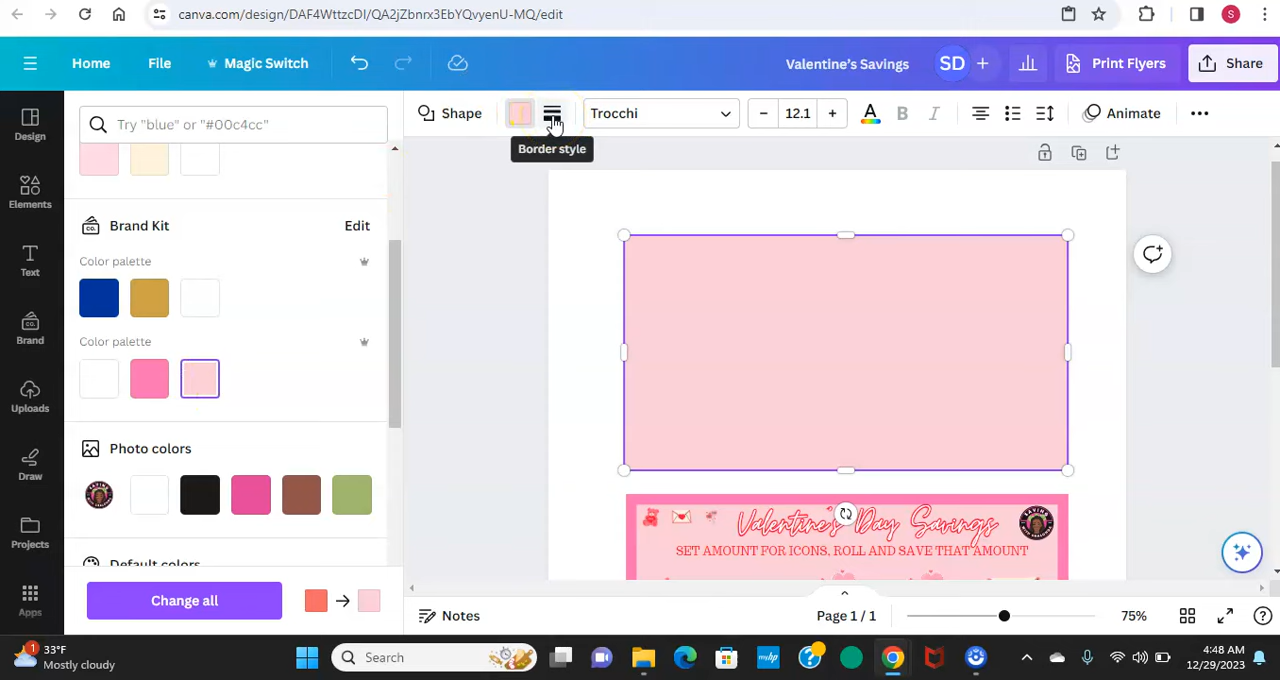 canva.com/design/DAF4WttzcDI/QA2jZbnrx3EbYQvyenU-MQ/edit
S
Home
File
Magic Switch
Valentine's Savings
SD
Print Flyers
Share
Design
Elements
Text
Brand
Uploads
Draw
Projects
Apps
Try "blue" or "#00c4cc"
Shape
Trocchi
12.1
A
B
I
Animate
Border style
Brand Kit
Edit
Color palette
Color palette
Photo colors
Default colors
Change all
Valentine's Day Savings
SET AMOUNT FOR ICONS, ROLL AND SAVE THAT AMOUNT
Notes
Page 1 / 1
75%
1
33°F
Mostly cloudy
Search
4:48 AM
12/29/2023